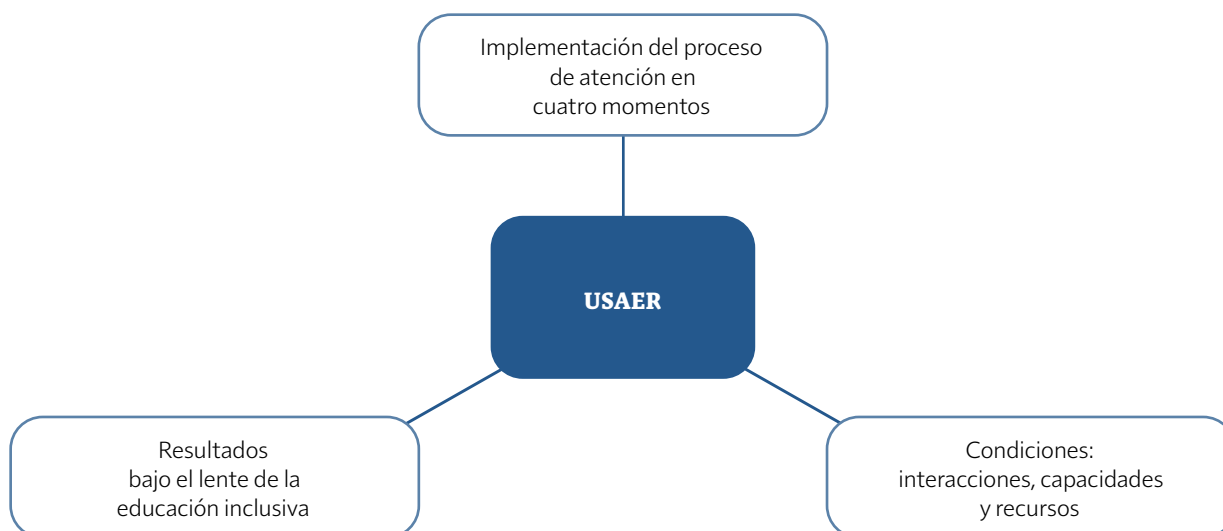 Implementación del proceso
de atención en
cuatro momentos
USAER
Resultados
bajo el lente de la
educación inclusiva
Condiciones:
interacciones, capacidades
y recursos